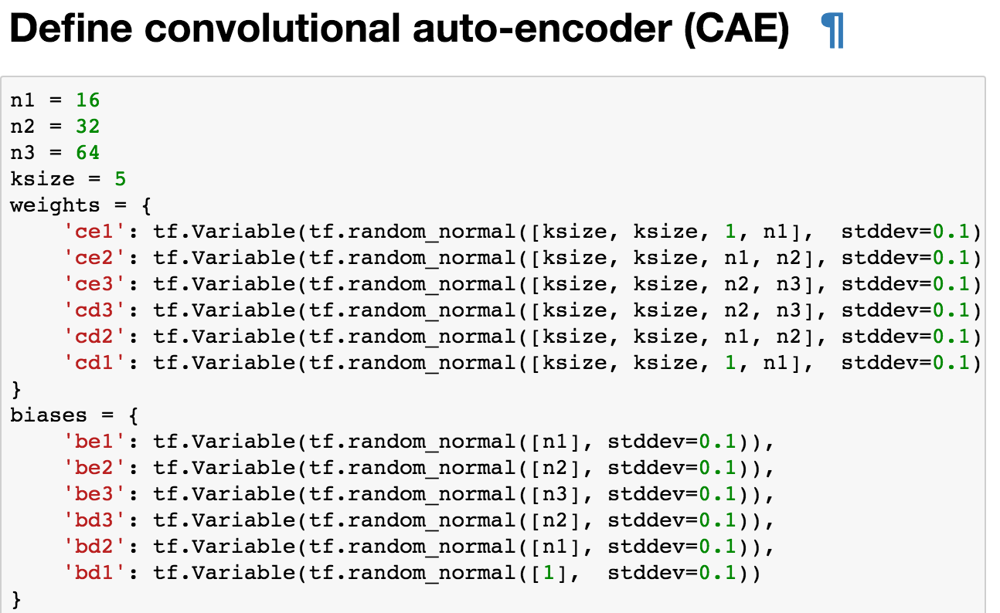 Define convolutional auto-encoder (CAE) ¶
n1 = 16
n2 = 32
n3 = 64
ksize = 5
weights = {
    'ce1': tf.Variable(tf.random_normal([ksize, ksize, 1, n1],  stddev=0.1)
    'ce2': tf.Variable(tf.random_normal([ksize, ksize, n1, n2], stddev=0.1)
    'ce3': tf.Variable(tf.random_normal([ksize, ksize, n2, n3], stddev=0.1)
    'cd3': tf.Variable(tf.random_normal([ksize, ksize, n2, n3], stddev=0.1)
    'cd2': tf.Variable(tf.random_normal([ksize, ksize, n1, n2], stddev=0.1)
    'cd1': tf.Variable(tf.random_normal([ksize, ksize, 1, n1],  stddev=0.1)
}
biases = {
    'be1': tf.Variable(tf.random_normal([n1], stddev=0.1)),
    'be2': tf.Variable(tf.random_normal([n2], stddev=0.1)),
    'be3': tf.Variable(tf.random_normal([n3], stddev=0.1)),
    'bd3': tf.Variable(tf.random_normal([n2], stddev=0.1)),
    'bd2': tf.Variable(tf.random_normal([n1], stddev=0.1)),
    'bd1': tf.Variable(tf.random_normal([1],  stddev=0.1))
}